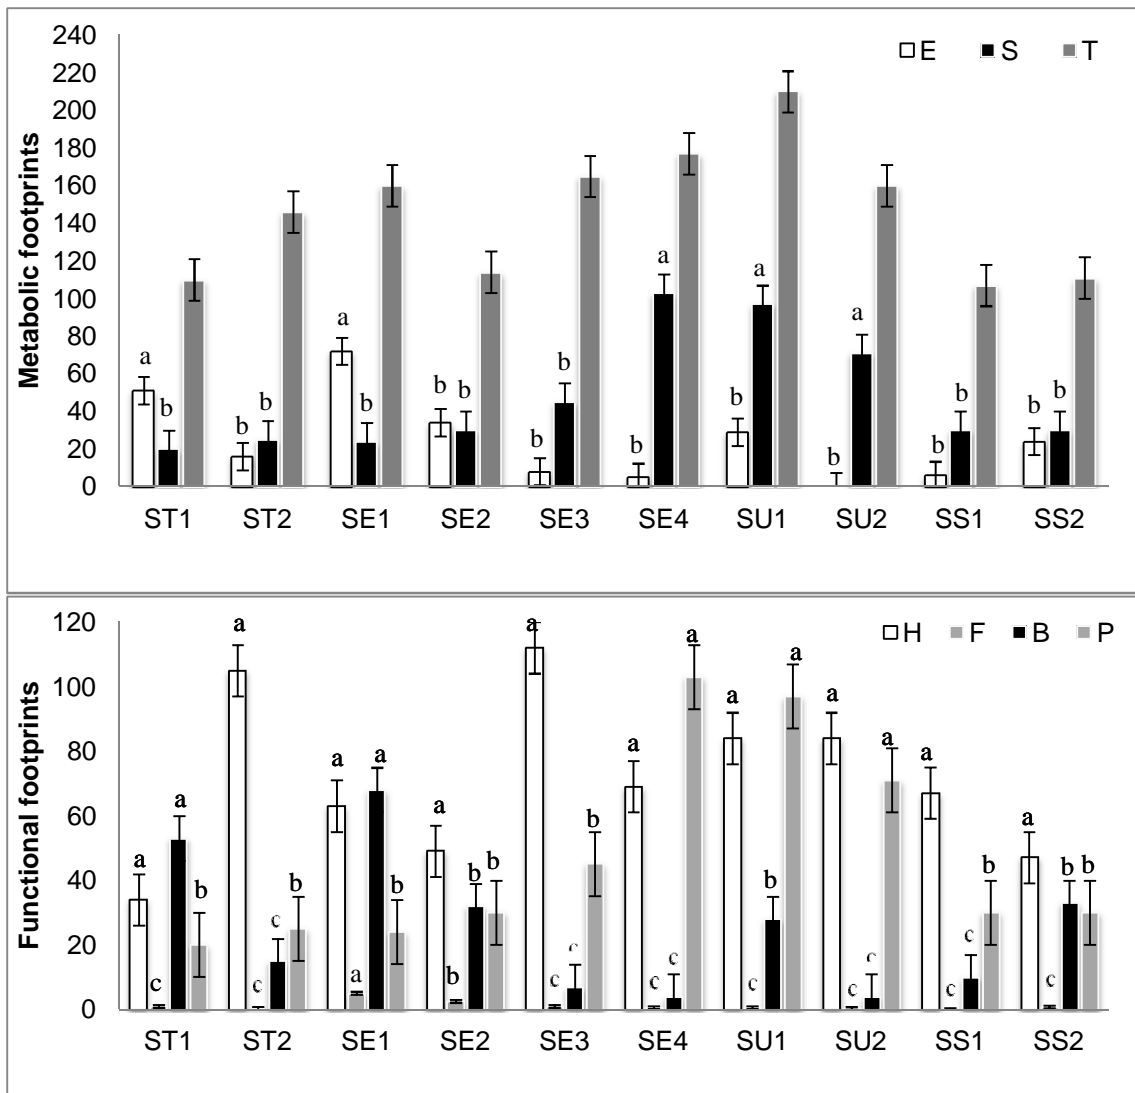 240
220
200
180
160
140
120
100
80
60
40
20
0
Metabolic footprints
E S T
a b b b a b b b b b b a b a b a b b b b
ST1 ST2 SE1 SE2 SE3 SE4 SU1 SU2 SS1 SS2
120
100
80
60
40
20
0
Functional footprints
H F B P
a c a b a c c b a a a b a b b b a c c b a c c a a c b a a c c a a c c b a c b b
ST1 ST2 SE1 SE2 SE3 SE4 SU1 SU2 SS1 SS2